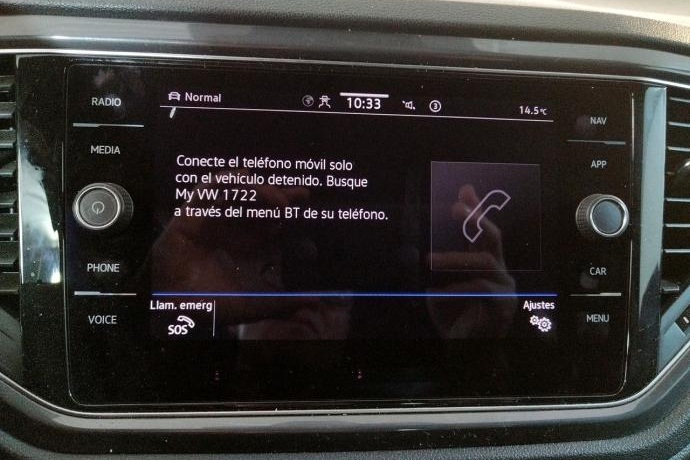 RADIO
MEDIA
PHONE
VOICE
Normal
10:33
3
14.5°C
Conecte el teléfono móvil solo
con el vehículo detenido. Busque
My VW 1722
a través del menú BT de su teléfono.
Llam. emerg
SOS
Ajustes
NAV
APP
CAR
MENU